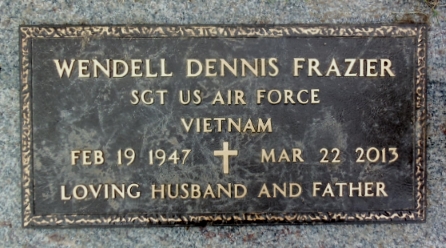 WENDELL DENNIS FRAZIER
SGT US AIR FORCE
VIETNAM
FEB 19 1947 MAR 22 2013
LOVING HUSBAND AND FATHER